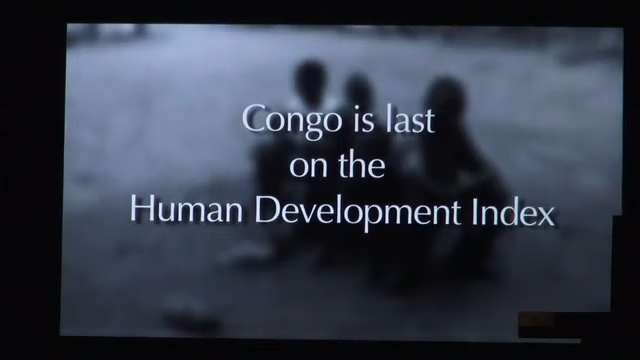 Congo is last
on the
Human Development Index